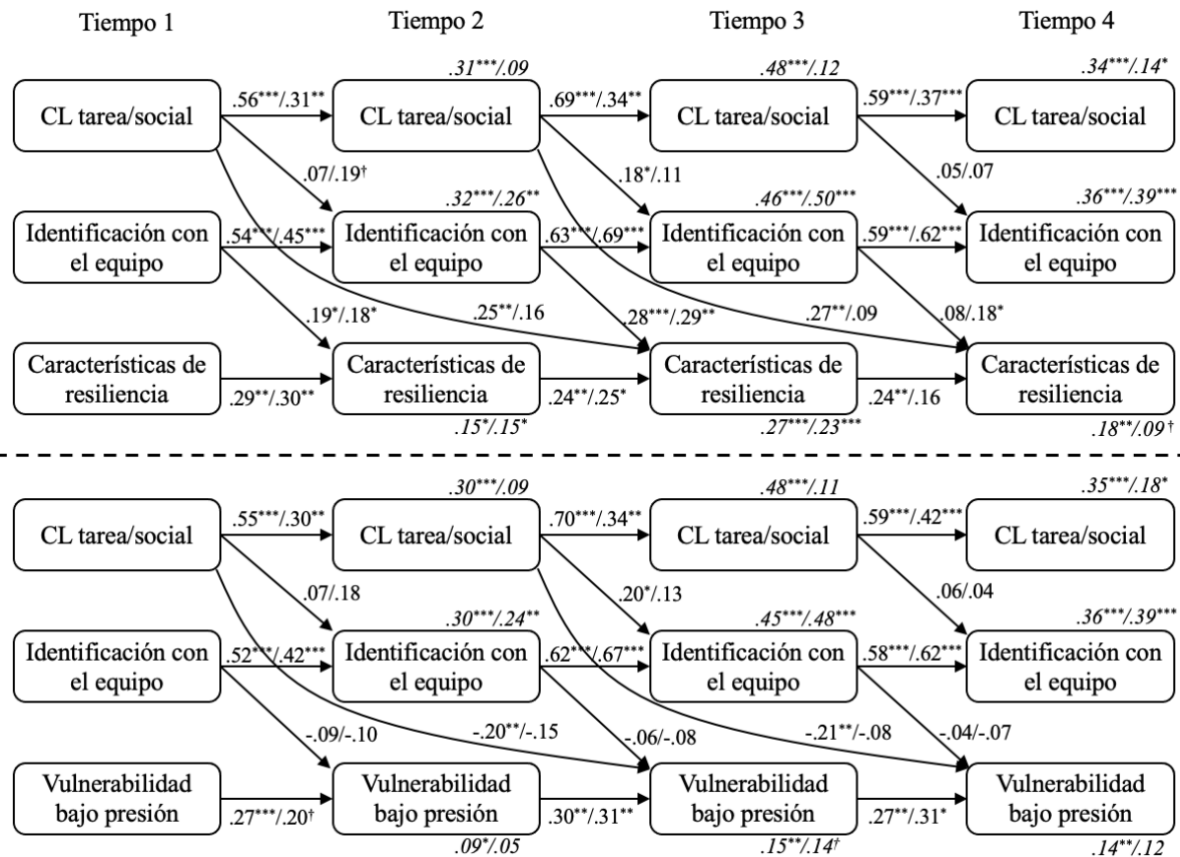 Tiempo 1 Tiempo 2 Tiempo 3 Tiempo 4
.31***/.09 .48***/.12 .34***/.14*
CL tarea/social .56***/.31** CL tarea/social .69***/.34** CL tarea/social .59***/.37*** CL tarea/social
.07/.19† .18*/.11 .05/.07
.32***/.26** .46***/.50*** .36***/.39***
Identificación con Identificación con Identificación con Identificación con
.54***/.45*** .63***/.69*** .59***/.62***
el equipo el equipo el equipo el equipo
.19*/.18* .25**/.16 .28***/.29** .27**/.09 .08/.18*
Características de Características de Características de Características de
resiliencia resiliencia resiliencia resiliencia
.29**/.30** .24**/.25* .24**/.16
.15*/.15* .27***/.23*** .18**/.09†
.30***/.09 .48***/.11 .35***/.18*
CL tarea/social .55***/.30** CL tarea/social .70***/.34** CL tarea/social .59***/.42*** CL tarea/social
.07/.18 .20*/.13 .06/.04
.30***/.24** .45***/.48*** .36***/.39***
Identificación con Identificación con Identificación con Identificación con
.52***/.42*** .62***/.67*** .58***/.62***
el equipo el equipo el equipo el equipo
-.09/-.10 -.20**/-.15 -.06/-.08 -.21**/-.08 -.04/-.07
Vulnerabilidad Vulnerabilidad Vulnerabilidad Vulnerabilidad
bajo presión bajo presión bajo presión bajo presión
.27***/.20† .30**/.31** .27**/.31*
.09*/.05 .15**/.14† .14**/.12